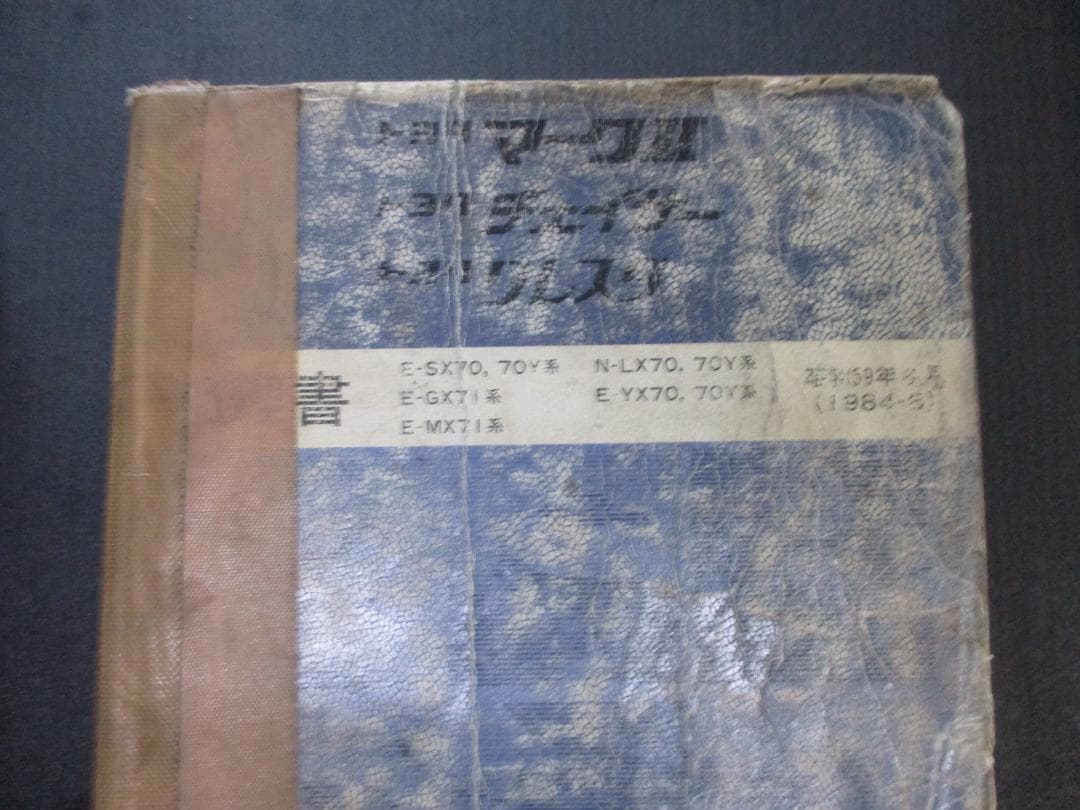 トヨタ マークII
トヨタ チェイサー
トヨタ クレスタ
書
E-SX70, 70Y系 N-LX70, 70Y系
E-GX71系 E-YX70, 70Y系
E-MX71系
昭和59年8月
(1984-8)